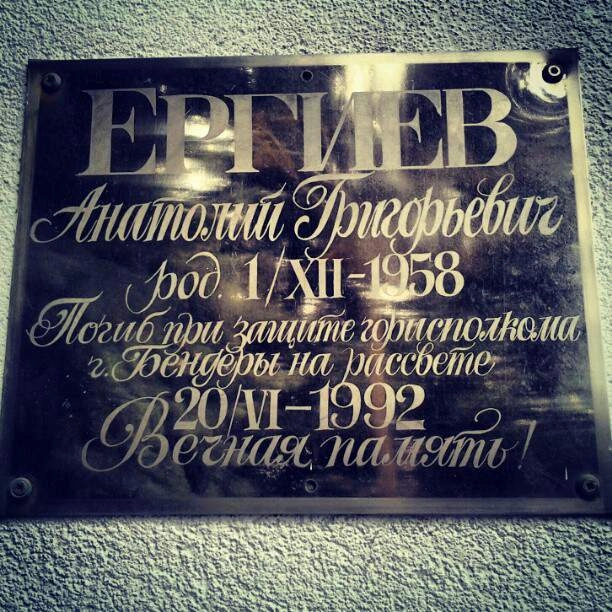 ЕРГИЕВ
Анатолий Григорьевич
род. 1/XII-1958
Погиб при защите горисполкома
г. Бендеры на рассвете
20/VI-1992
Вечная память!